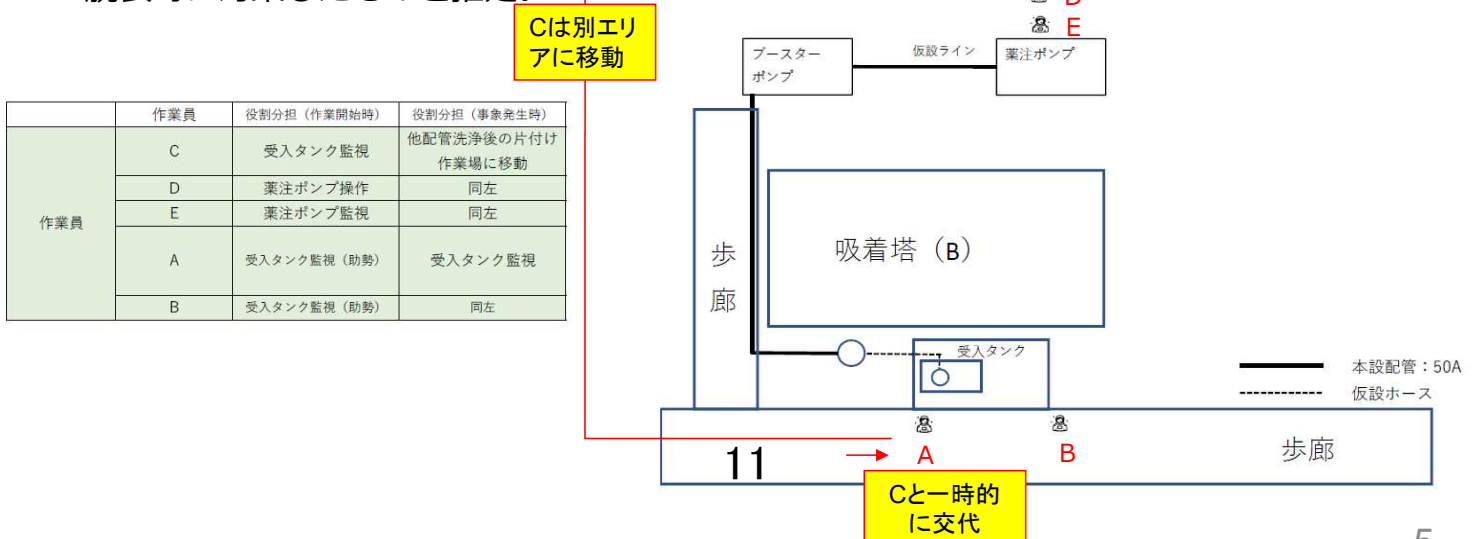 D
E
Cは別エリ
アに移動
ブースター
ポンプ
仮設ライン
薬注ポンプ
作業員
役割分担（作業開始時）
役割分担（事象発生時）
作業員
C
受入タンク監視
他配管洗浄後の片付け
作業場に移動
D
薬注ポンプ操作
同左
E
薬注ポンプ監視
同左
A
受入タンク監視（助勢）
受入タンク監視
B
受入タンク監視（助勢）
同左
歩
廊
吸着塔（B）
受入タンク
本設配管：50A
仮設ホース
11
A
B
歩廊
Cと一時的
に交代